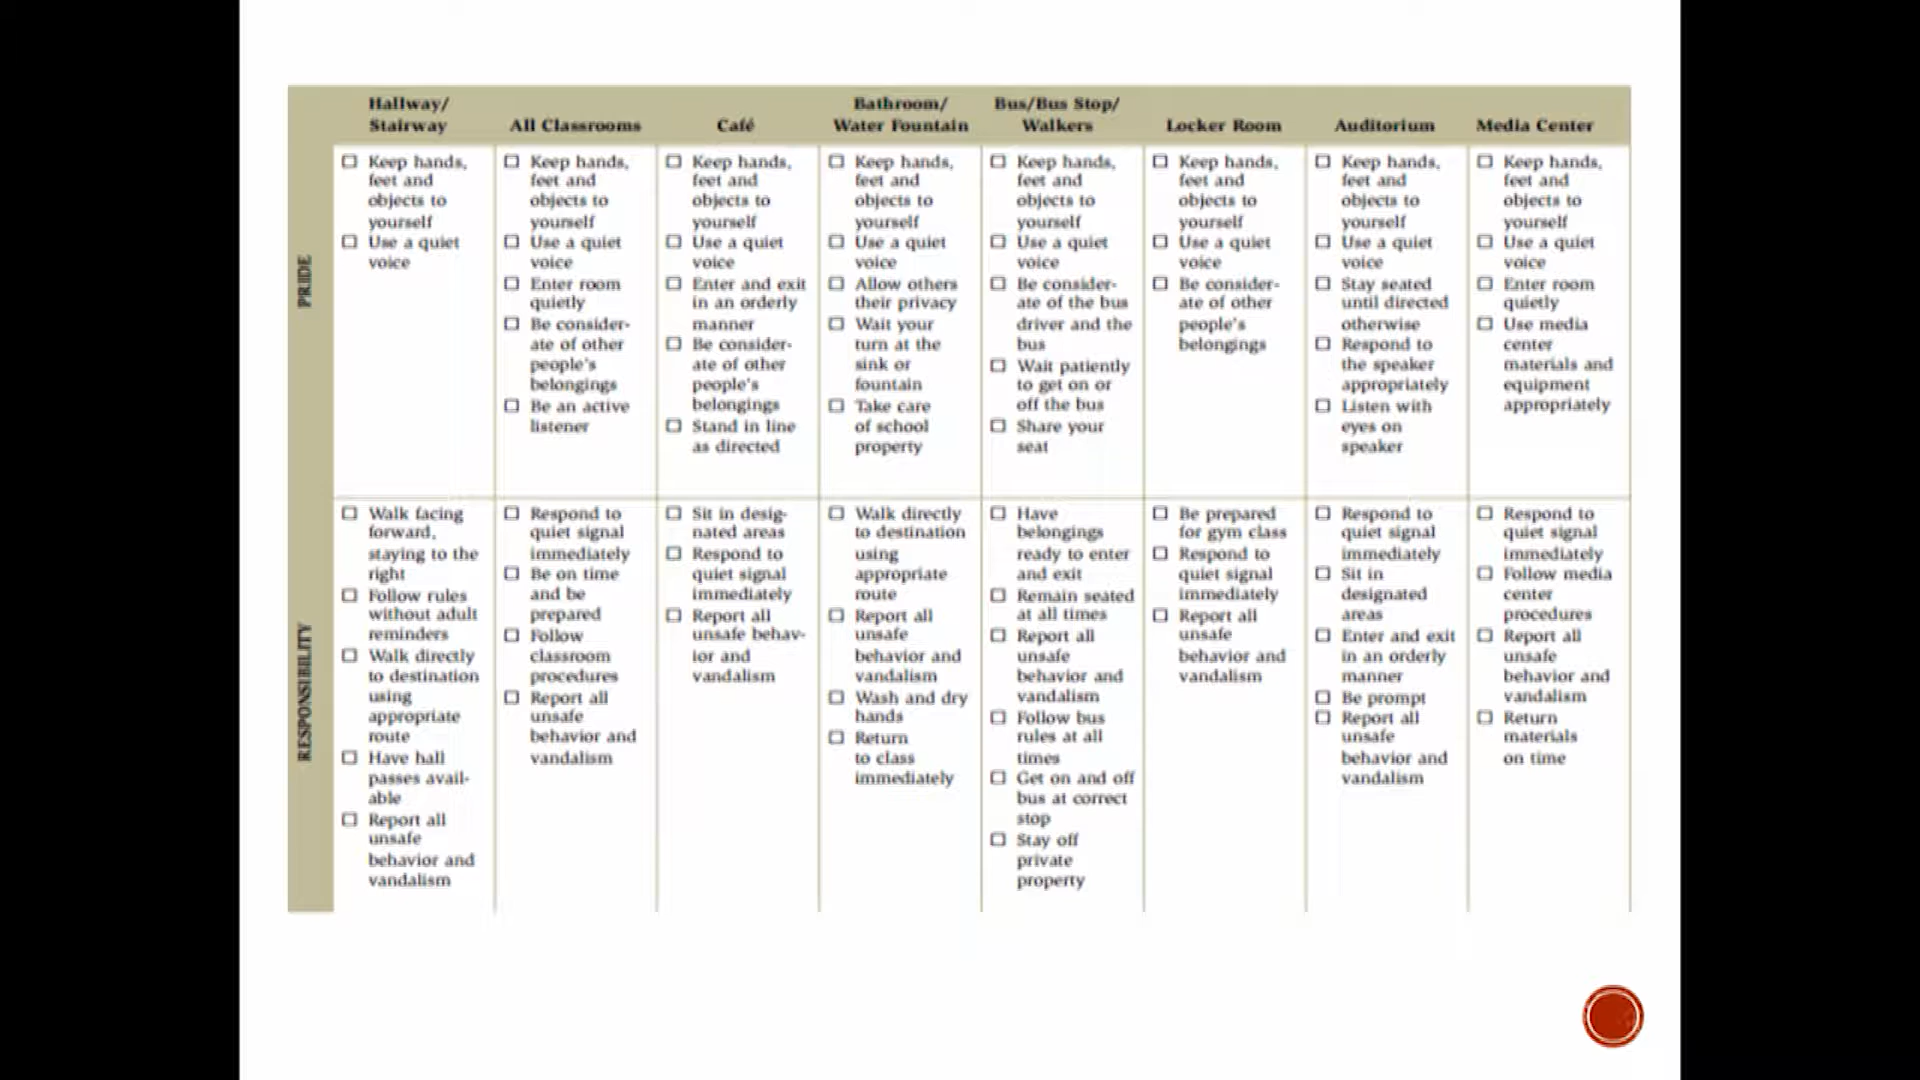 Hallway/
Stairway
All Classrooms
Café
Bathroom/
Water Fountain
Bus/Bus Stop/
Walkers
Locker Room
Auditorium
Media Center
PRIDE
☐ Keep hands,
feet and
objects to
yourself
☐ Use a quiet
voice
☐ Keep hands,
feet and
objects to
yourself
☐ Use a quiet
voice
☐ Enter room
quietly
☐ Be consider-
ate of other
people's
belongings
☐ Be an active
listener
☐ Keep hands,
feet and
objects to
yourself
☐ Use a quiet
voice
☐ Enter and exit
in an orderly
manner
☐ Be consider-
ate of other
people's
belongings
☐ Stand in line
as directed
☐ Keep hands,
feet and
objects to
yourself
☐ Use a quiet
voice
☐ Allow others
their privacy
☐ Wait your
turn at the
sink or
fountain
☐ Take care
of school
property
☐ Keep hands,
feet and
objects to
yourself
☐ Use a quiet
voice
☐ Be consider-
ate of the bus
driver and the
bus
☐ Wait patiently
to get on or
off the bus
☐ Share your
seat
☐ Keep hands,
feet and
objects to
yourself
☐ Use a quiet
voice
☐ Be consider-
ate of other
people's
belongings
☐ Keep hands,
feet and
objects to
yourself
☐ Use a quiet
voice
☐ Stay seated
until directed
otherwise
☐ Respond to
the speaker
appropriately
☐ Listen with
eyes on
speaker
☐ Keep hands,
feet and
objects to
yourself
☐ Use a quiet
voice
☐ Enter room
quietly
☐ Use media
center
materials and
equipment
appropriately
RESPONSIBILITY
☐ Walk facing
forward,
staying to the
right
☐ Follow rules
without adult
reminders
☐ Walk directly
to destination
using
appropriate
route
☐ Have hall
passes avail-
able
☐ Report all
unsafe
behavior and
vandalism
☐ Respond to
quiet signal
immediately
☐ Be on time
and be
prepared
☐ Follow
classroom
procedures
☐ Report all
unsafe
behavior and
vandalism
☐ Sit in desig-
nated areas
☐ Respond to
quiet signal
immediately
☐ Report all
unsafe behav-
ior and
vandalism
☐ Walk directly
to destination
using
appropriate
route
☐ Report all
unsafe
behavior and
vandalism
☐ Wash and dry
hands
☐ Return
to class
immediately
☐ Have
belongings
ready to enter
and exit
☐ Remain seated
at all times
☐ Report all
unsafe
behavior and
vandalism
☐ Follow bus
rules at all
times
☐ Get on and off
bus at correct
stop
☐ Stay off
private
property
☐ Be prepared
for gym class
☐ Respond to
quiet signal
immediately
☐ Report all
unsafe
behavior and
vandalism
☐ Respond to
quiet signal
immediately
☐ Sit in
designated
areas
☐ Enter and exit
in an orderly
manner
☐ Be prompt
☐ Report all
unsafe
behavior and
vandalism
☐ Respond to
quiet signal
immediately
☐ Follow media
center
procedures
☐ Report all
unsafe
behavior and
vandalism
☐ Return
materials
on time